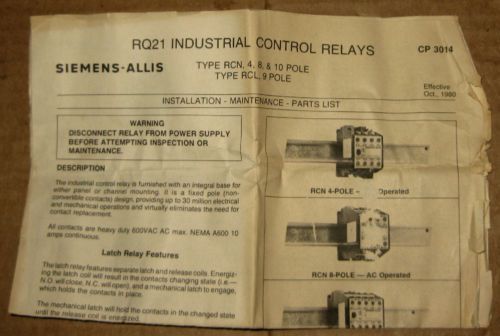 RQ21 INDUSTRIAL CONTROL RELAYS
CP 3014
SIEMENS-ALLIS
TYPE RCN, 4, 8, & 10 POLE
TYPE RCL, 9 POLE
Effective
Oct., 1980
INSTALLATION - MAINTENANCE - PARTS LIST
WARNING
DISCONNECT RELAY FROM POWER SUPPLY
BEFORE ATTEMPTING INSPECTION OR
MAINTENANCE.
DESCRIPTION
The industrial control relay is furnished with an integral base for
either panel or channel mounting. It is a fixed pole (non-
convertible contacts) design, providing up to 30 million electrical
and mechanical operations and virtually eliminates the need for
contact replacement.
All contacts are heavy duty 600VAC AC max. NEMA A600 10
amps continuous.
Latch Relay Features
The latch relay features separate latch and release coils. Energiz-
ing the latch coil will result in the contacts changing state (i.e.—
N.O. will close, N.C. will open), and a mechanical latch to engage,
which holds the contacts in place.
The mechanical latch will hold the contacts in the changed state
until the release coil is energized.
RCN 4-POLE — Operated
RCN 8-POLE — AC Operated